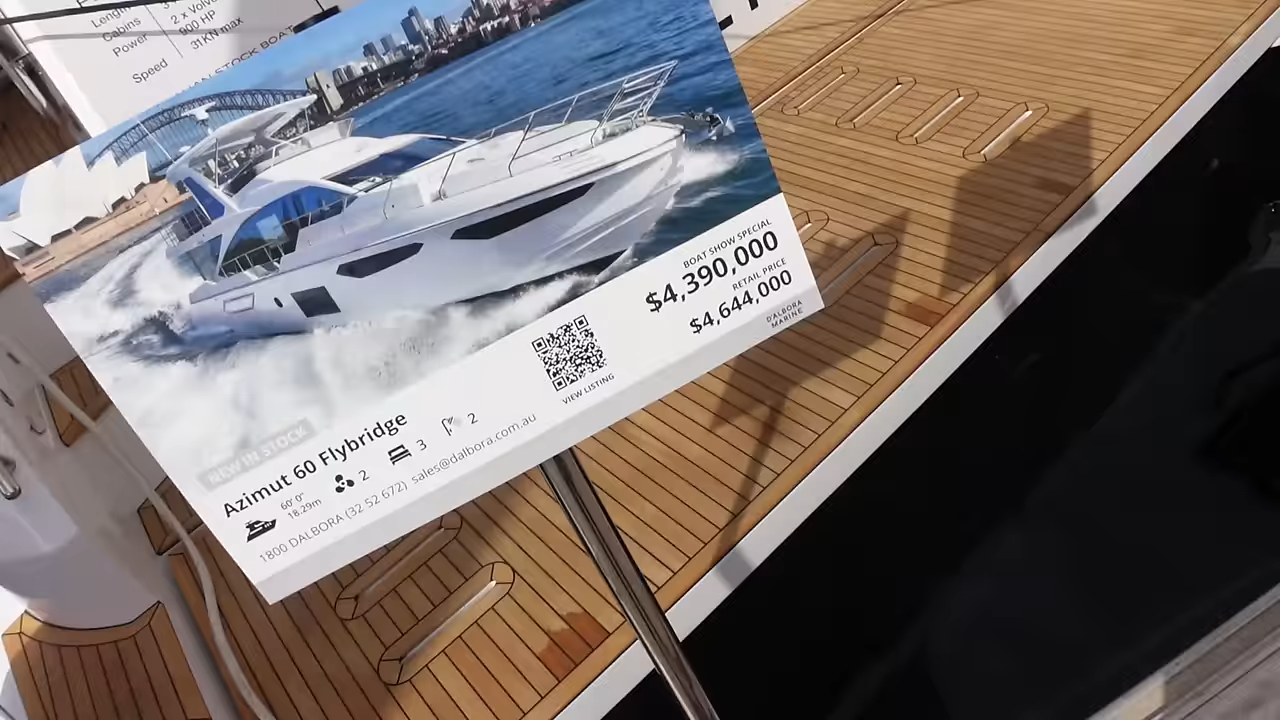 Cabins
Power
Speed
2 x Volvo
900 HP
31KN max
STOCK BOAT
BOAT SHOW SPECIAL
$4,390,000
RETAIL PRICE
$4,644,000
D'ALBORA
MARINE
VIEW LISTING
NEW IN STOCK
Azimut 60 Flybridge
60' 0"
18.29m
2
3
2
1800 DALBORA (32 52 672) sales@dalbora.com.au